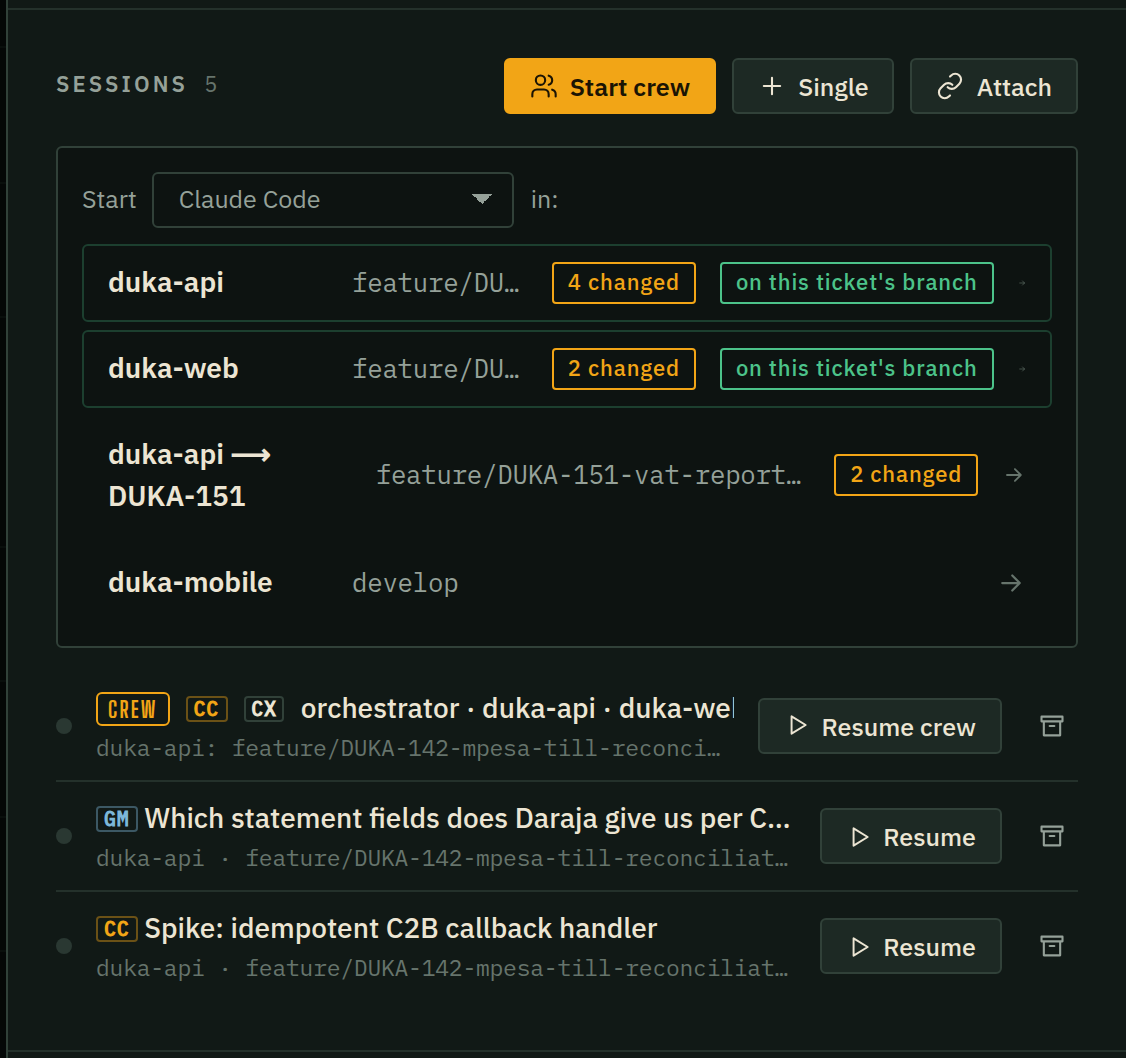 SESSIONS 5
Start crew
Single
Attach
Start Claude Code in:
duka-api feature/DU… 4 changed on this ticket's branch
duka-web feature/DU… 2 changed on this ticket's branch
duka-api ⟶
DUKA-151
feature/DUKA-151-vat-report… 2 changed
duka-mobile develop
CREW CC CX orchestrator · duka-api · duka-we
duka-api: feature/DUKA-142-mpesa-till-reconci…
Resume crew
GM Which statement fields does Daraja give us per C…
duka-api · feature/DUKA-142-mpesa-till-reconciliat…
Resume
CC Spike: idempotent C2B callback handler
duka-api · feature/DUKA-142-mpesa-till-reconciliat…
Resume